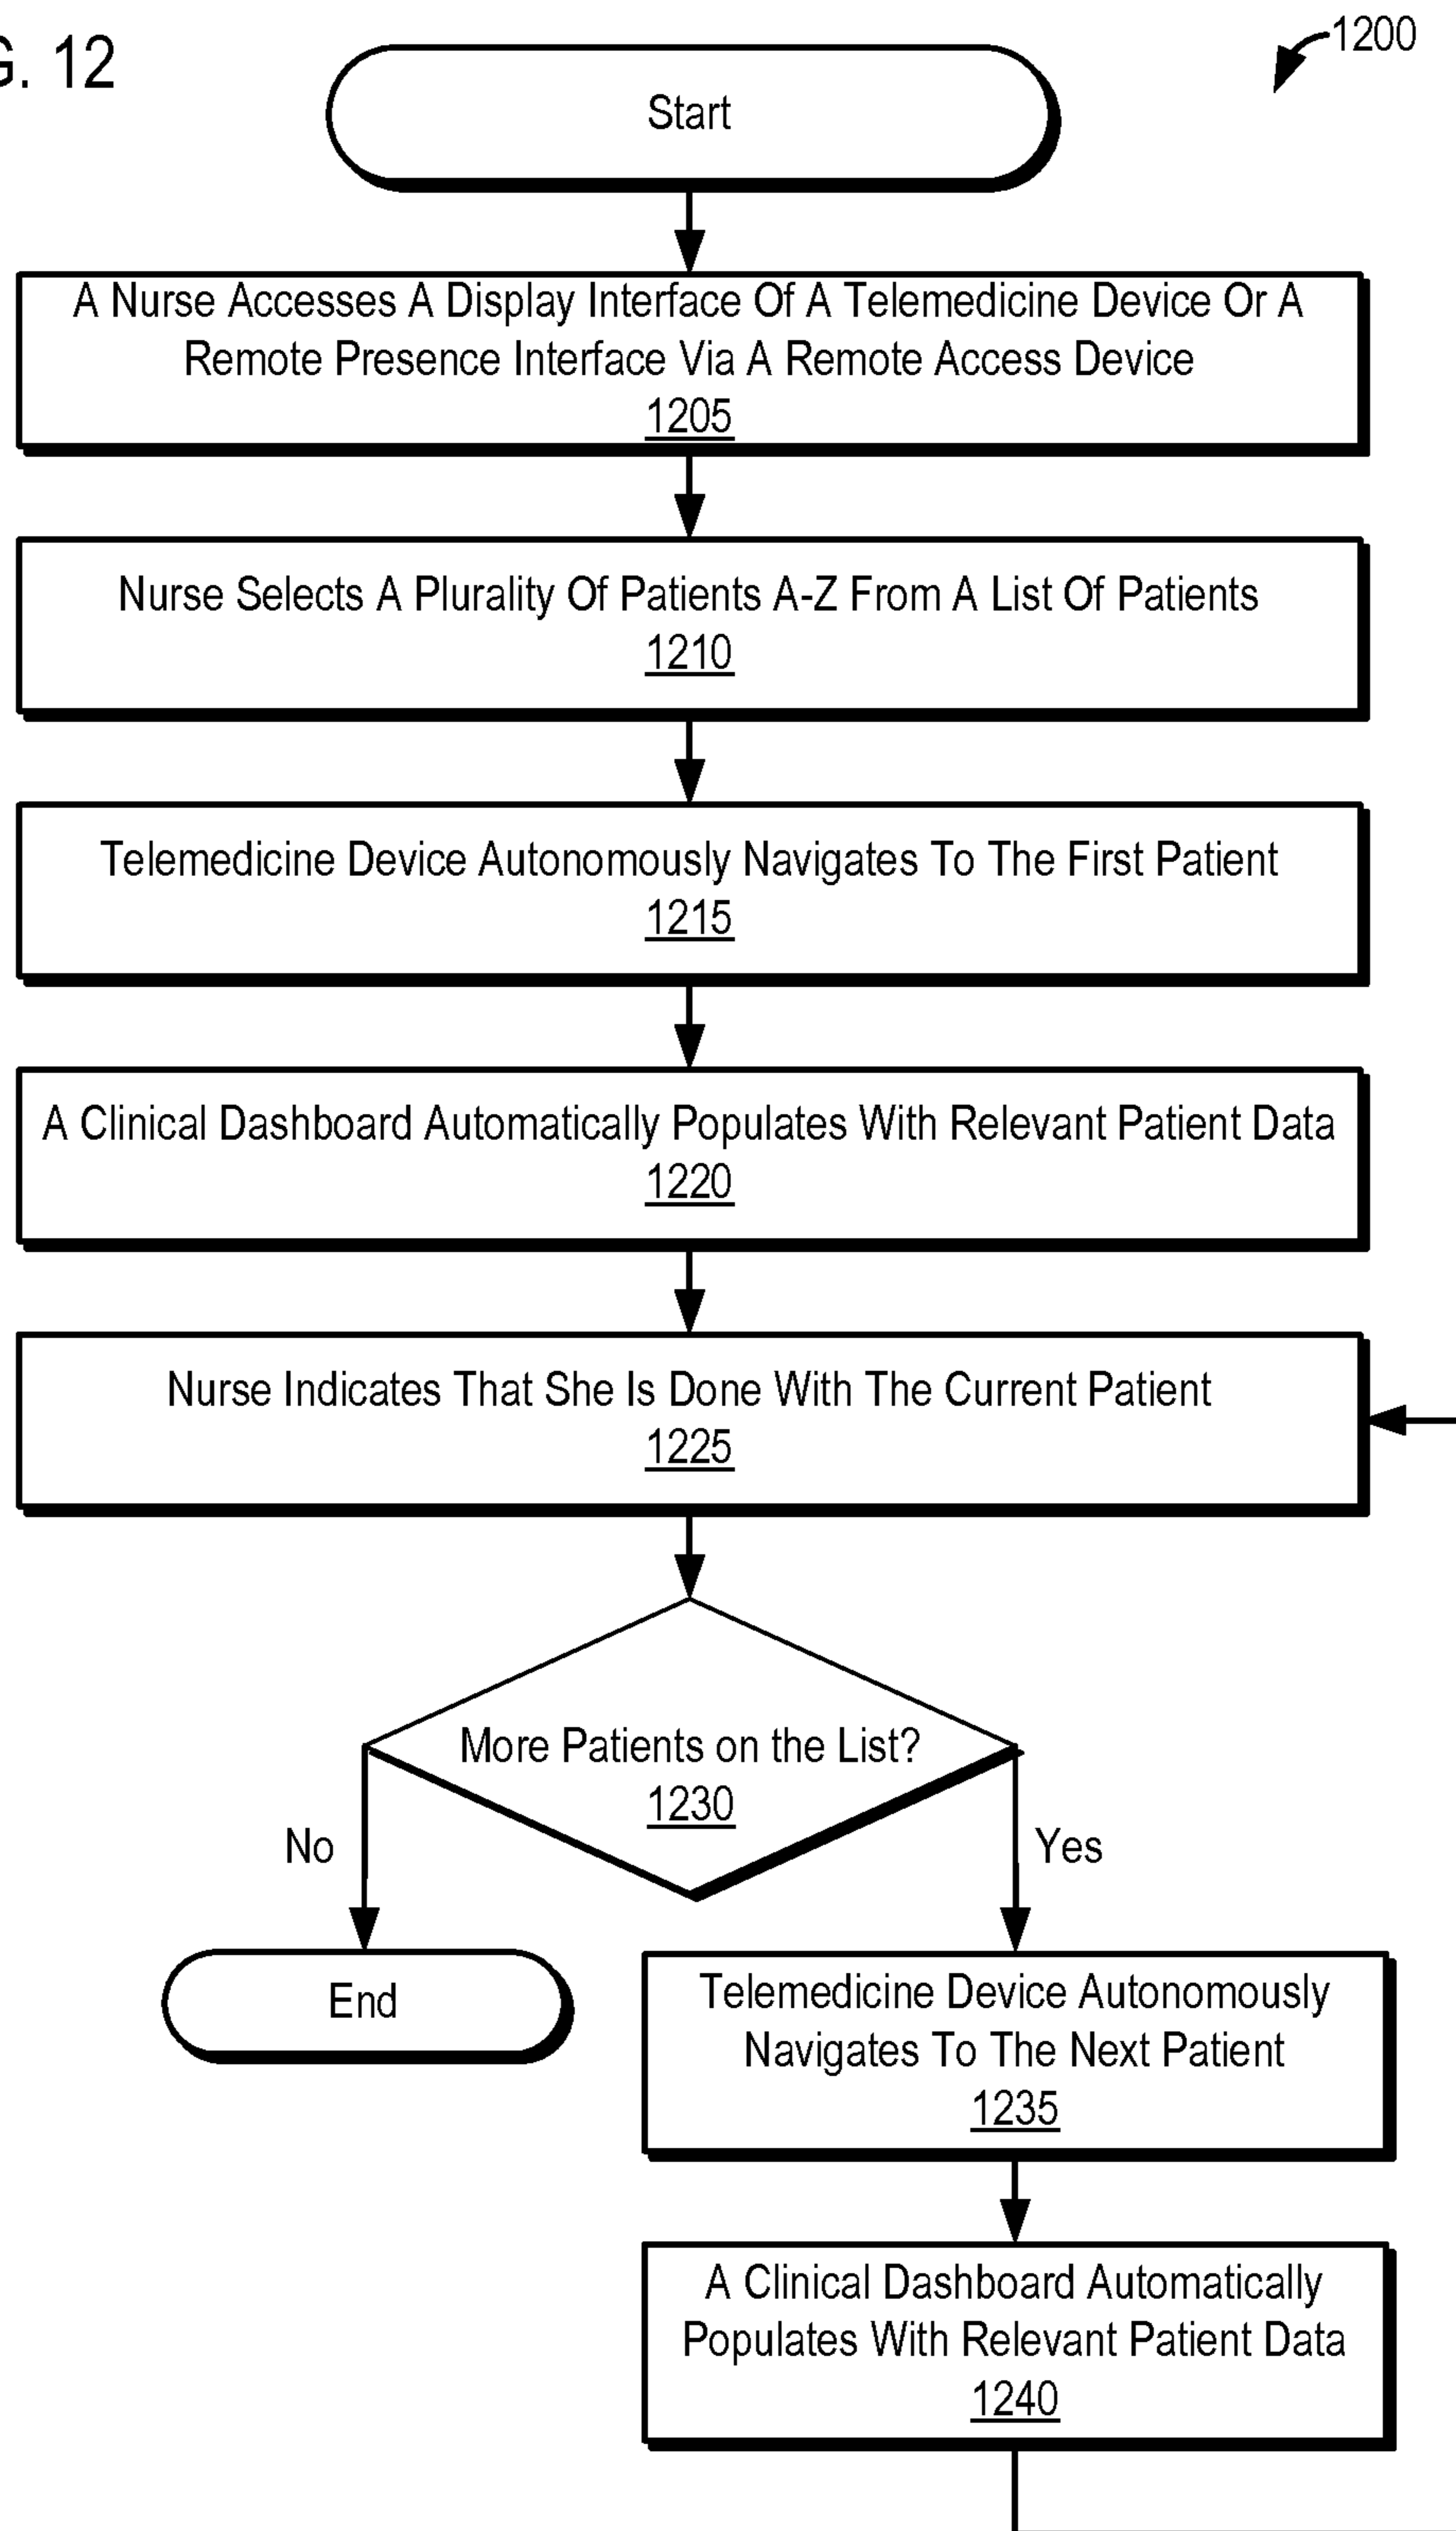 G. 12
1200
Start
A Nurse Accesses A Display Interface Of A Telemedicine Device Or A
Remote Presence Interface Via A Remote Access Device
1205
Nurse Selects A Plurality Of Patients A-Z From A List Of Patients
1210
Telemedicine Device Autonomously Navigates To The First Patient
1215
A Clinical Dashboard Automatically Populates With Relevant Patient Data
1220
Nurse Indicates That She Is Done With The Current Patient
1225
More Patients on the List?
1230
No
Yes
End
Telemedicine Device Autonomously
Navigates To The Next Patient
1235
A Clinical Dashboard Automatically
Populates With Relevant Patient Data
1240